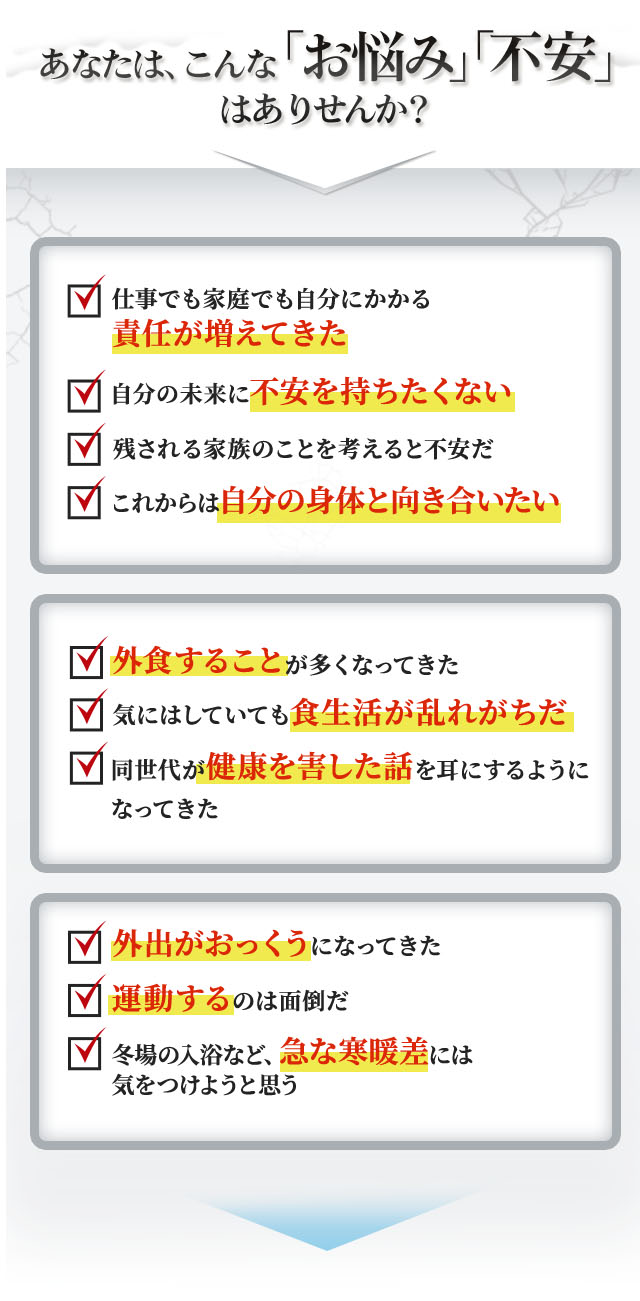 あなたは、こんな「お悩み」「不安」
はありせんか？
仕事でも家庭でも自分にかかる
責任が増えてきた
自分の未来に不安を持ちたくない
残される家族のことを考えると不安だ
これからは自分の身体と向き合いたい
外食することが多くなってきた
気にはしていても食生活が乱れがちだ
同世代が健康を害した話を耳にするように
なってきた
外出がおっくうになってきた
運動するのは面倒だ
冬場の入浴など、急な寒暖差には
気をつけようと思う